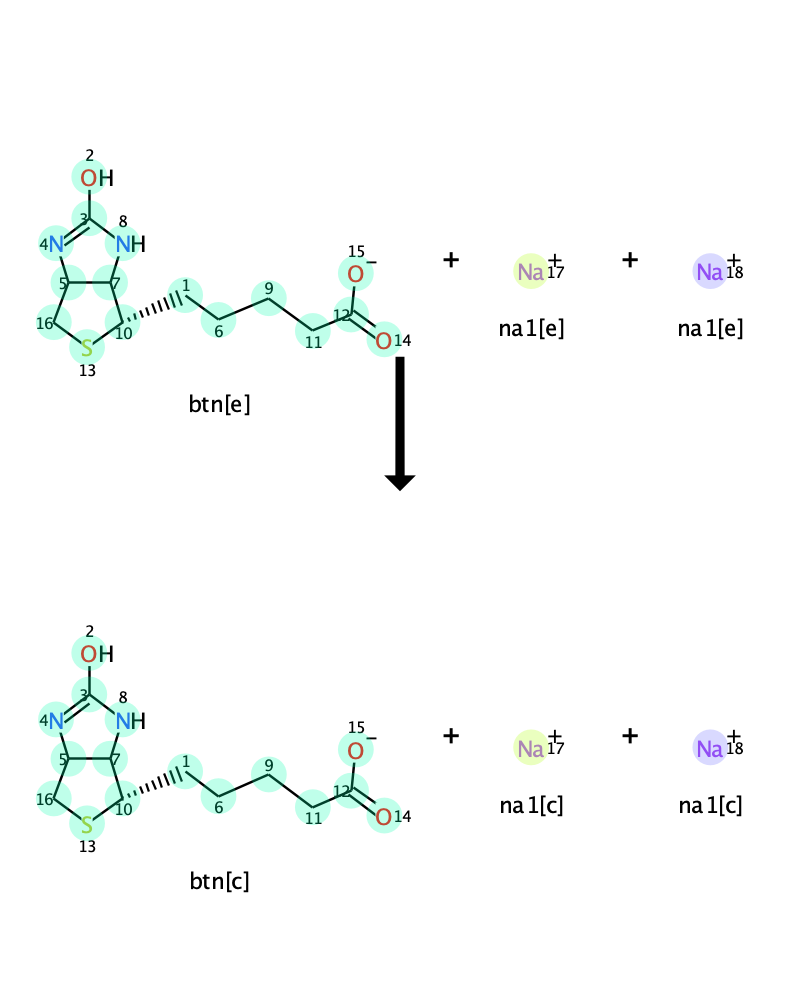 2
OH
3
8
4N
NH
15
5
7
O−
+
Na+17
+
Na+18
1
9
16
10
12
S
6
11
O14
na1[e]
na1[e]
13
btn[e]
2
OH
3
8
4N
NH
15
5
7
O−
+
Na+17
+
Na+18
1
9
16
10
12
S
6
11
O14
na1[c]
na1[c]
13
btn[c]